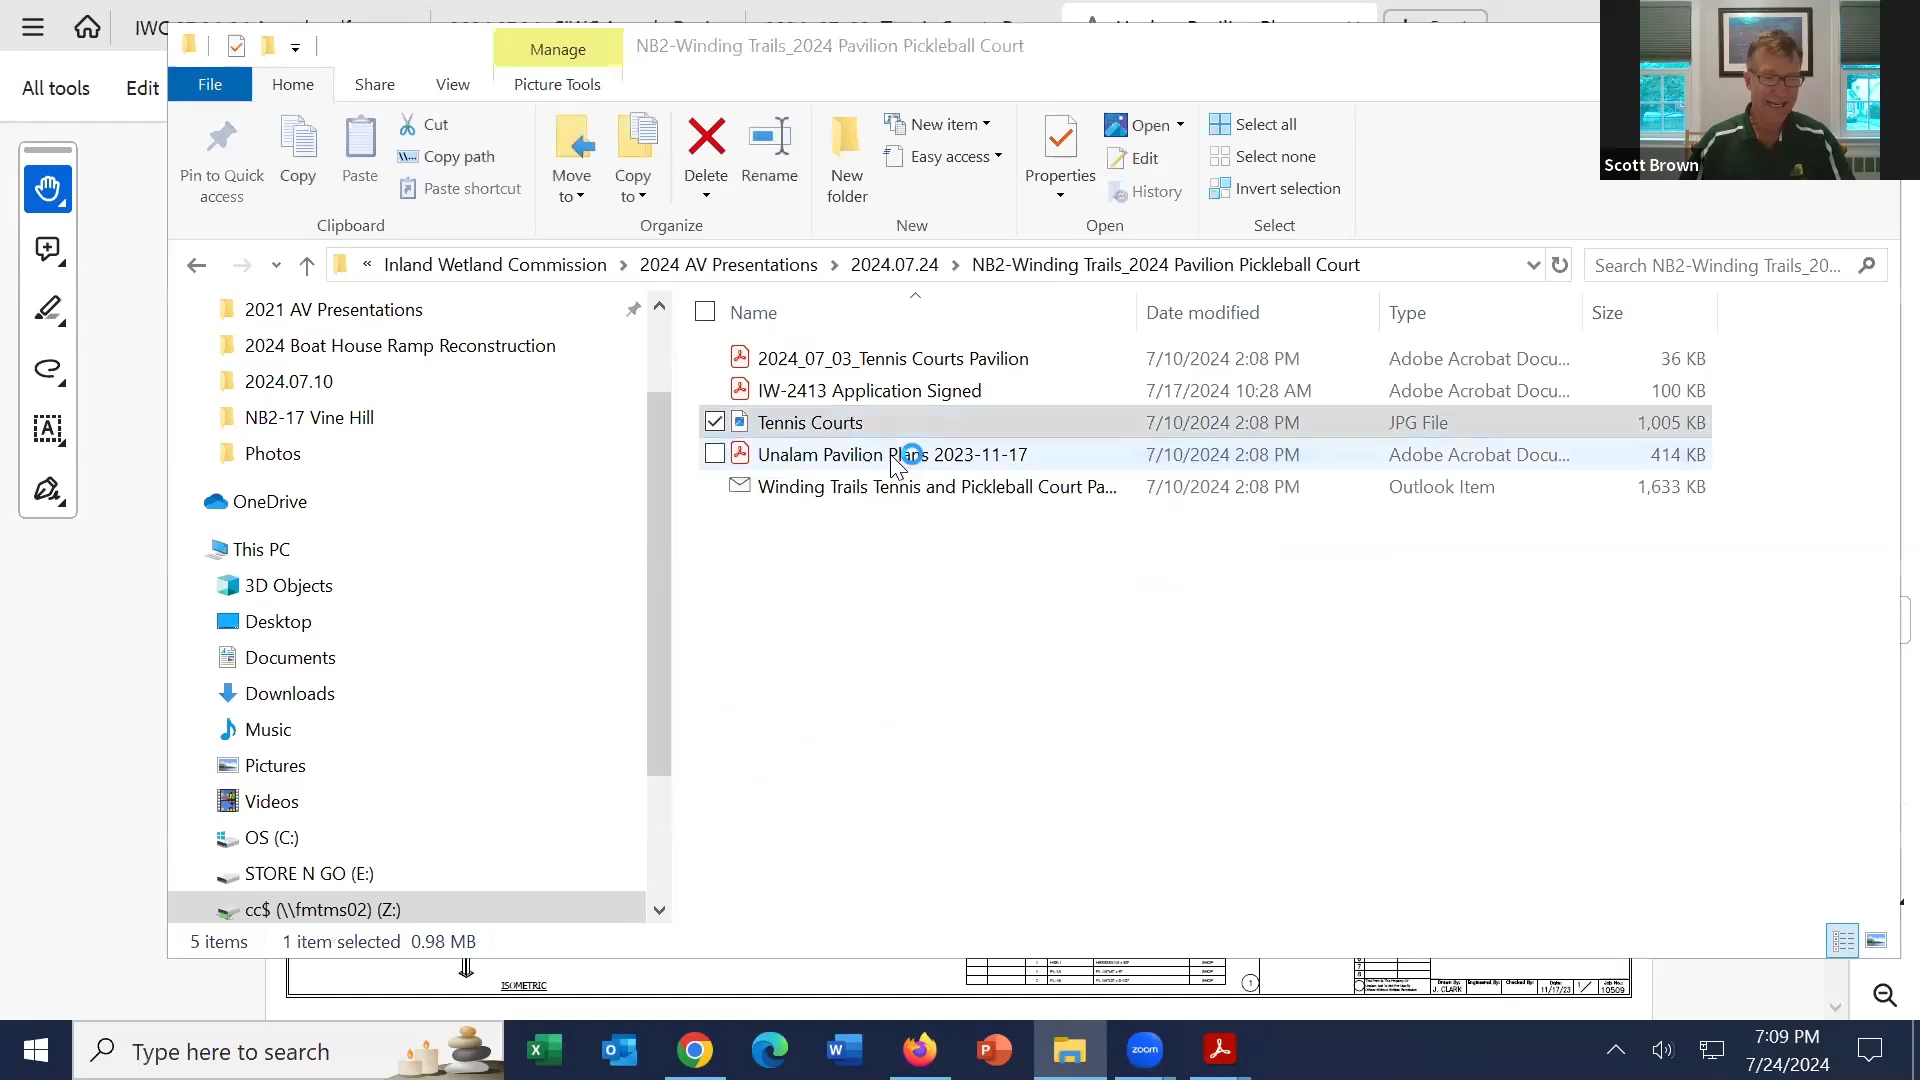 Manage
NB2-Winding Trails_2024 Pavilion Pickleball Court
File
Home
Share
View
Picture Tools
All tools
Edit
Pin to Quick access
Copy
Paste
Cut
Copy path
Paste shortcut
Clipboard
Move to
Copy to
Delete
Rename
Organize
New folder
New item
Easy access
New
Properties
Open
Edit
History
Open
Select all
Select none
Invert selection
Select
Scott Brown
«
Inland Wetland Commission
2024 AV Presentations
2024.07.24
NB2-Winding Trails_2024 Pavilion Pickleball Court
Search NB2-Winding Trails_20...
2021 AV Presentations
2024 Boat House Ramp Reconstruction
2024.07.10
NB2-17 Vine Hill
Photos
OneDrive
This PC
3D Objects
Desktop
Documents
Downloads
Music
Pictures
Videos
OS (C:)
STORE N GO (E:)
cc$ (\\fmtms02) (Z:)
Name Date modified Type Size
2024_07_03_Tennis Courts Pavilion 7/10/2024 2:08 PM Adobe Acrobat Docu... 36 KB
IW-2413 Application Signed 7/17/2024 10:28 AM Adobe Acrobat Docu... 100 KB
Tennis Courts 7/10/2024 2:08 PM JPG File 1,005 KB
Unalam Pavilion Plans 2023-11-17 7/10/2024 2:08 PM Adobe Acrobat Docu... 414 KB
Winding Trails Tennis and Pickleball Court Pa... 7/10/2024 2:08 PM Outlook Item 1,633 KB
5 items 1 item selected 0.98 MB
ISOMETRIC
J. CLARK
11/17/23
10509
Type here to search
zoom
7:09 PM
7/24/2024